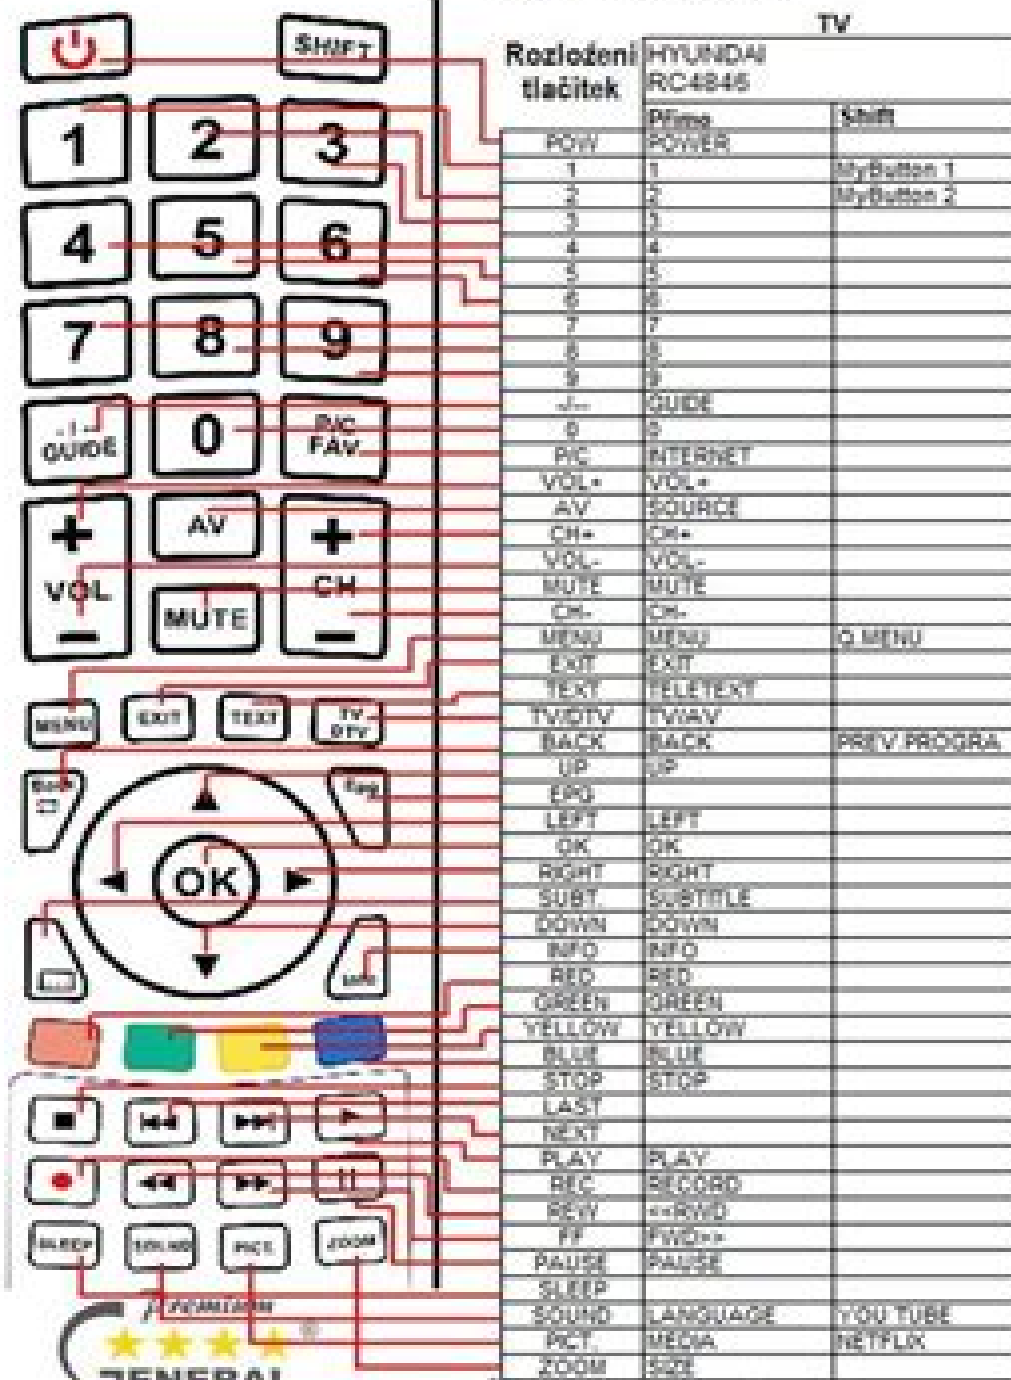 TV
Rozložení
tlačítek
HYUNDAI
RC4846
Přímo Shift
POW POWER
1 1 MyButton 1
2 2 MyButton 2
3 3
4 4
5 5
6 6
7 7
8 8
9 9
-/-- GUIDE
0 0
P/C INTERNET
VOL+ VOL+
AV SOURCE
CH+ CH+
VOL- VOL-
MUTE MUTE
CH- CH-
MENU MENU Q.MENU
EXIT EXIT
TEXT TELETEXT
TV/DTV TV/AV
BACK BACK PREV.PROGRA
UP UP
EPG
LEFT LEFT
OK OK
RIGHT RIGHT
SUBT. SUBTITLE
DOWN DOWN
INFO INFO
RED RED
GREEN GREEN
YELLOW YELLOW
BLUE BLUE
STOP STOP
LAST
NEXT
PLAY PLAY
REC RECORD
REW <<RWD
FF FWD>>
PAUSE PAUSE
SLEEP
SOUND LANGUAGE YOU TUBE
PICT. MEDIA NETFLIX
ZOOM SIZE
SHIFT
1 2 3
4 5 6
7 8 9
-/--
GUIDE
0
P/C
FAV
+
VOL
-
AV
MUTE
+
CH
-
MENU EXIT TEXT
TV
DTV
Back
Epg
OK
Info
SLEEP SOUND PICT. ZOOM
premium
®
JENERAL